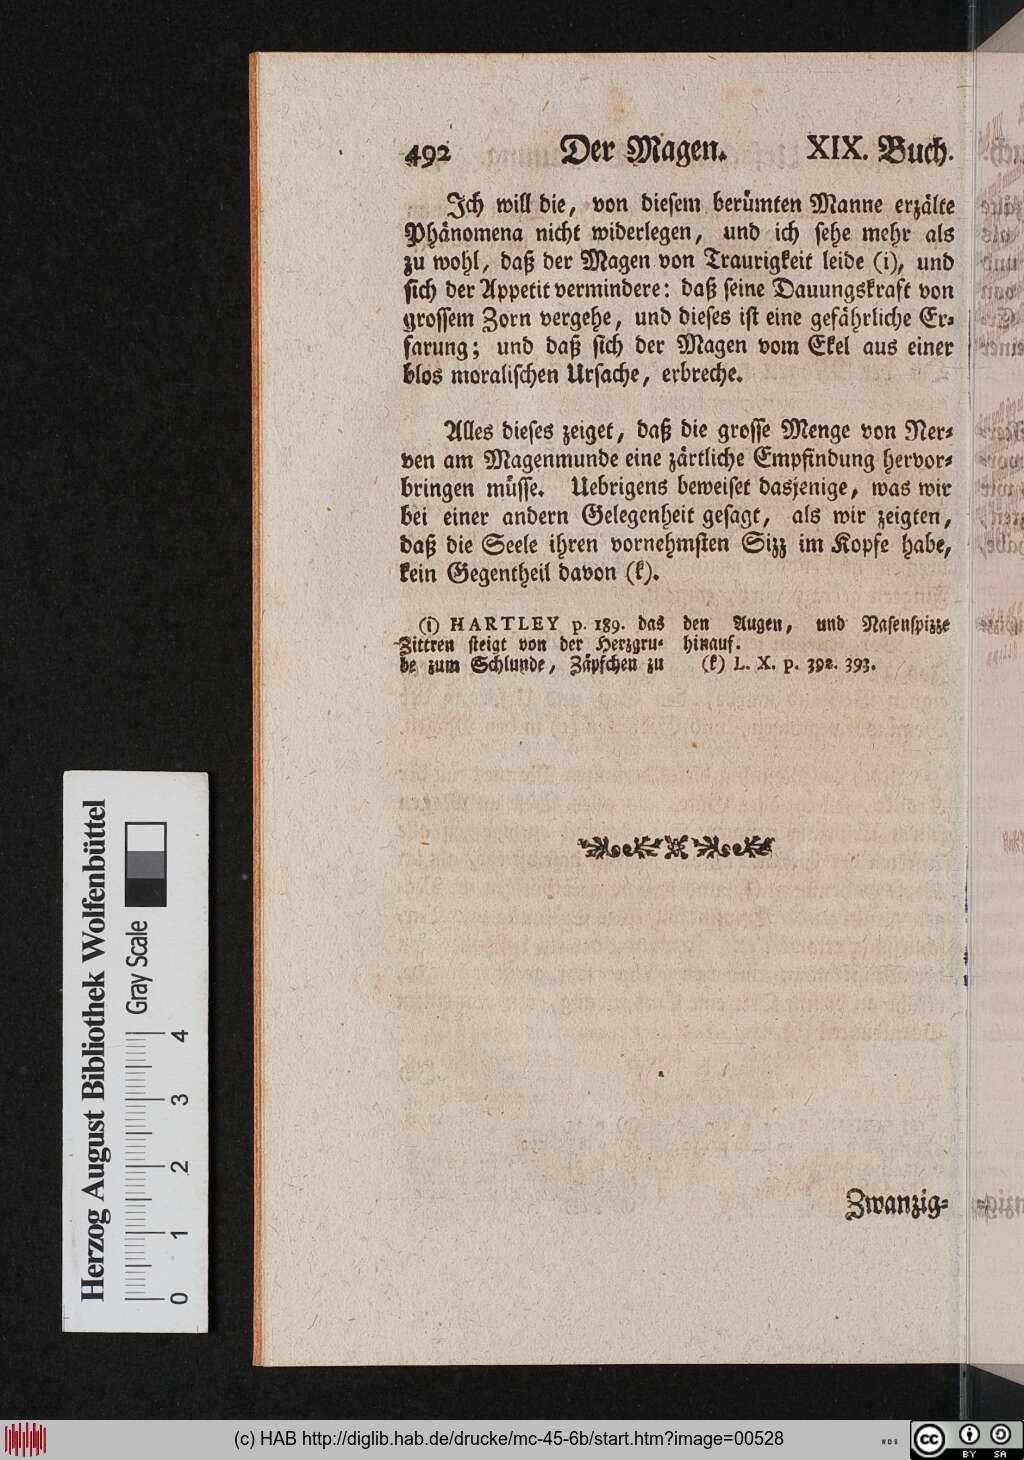 492 Der Magen. XIX. Buch.
Ich will die, von diesem berümten Manne erzälte
Phänomena nicht widerlegen, und ich sehe mehr als
zu wohl, daß der Magen von Traurigkeit leide (i), und
sich der Appetit vermindere: daß seine Dauungskraft von
grossem Zorn vergehe, und dieses ist eine gefährliche Er-
farung; und daß sich der Magen vom Ekel aus einer
blos moralischen Ursache, erbreche.
Alles dieses zeiget, daß die grosse Menge von Ner-
ven am Magenmunde eine zärtliche Empfindung hervor-
bringen müsse. Uebrigens beweiset dasjenige, was wir
bei einer andern Gelegenheit gesagt, als wir zeigten,
daß die Seele ihren vornehmsten Sizz im Kopfe habe,
kein Gegentheil davon (k).
(i) HARTLEY p. 189. das
Zittren steigt von der Herzgru-
be zum Schlunde, Zäpfchen zu
den Augen, und Nasenspizze
hinauf.
(k) L. X. p. 392. 393.
Zwanzig-
Herzog August Bibliothek Wolfenbüttel
Gray Scale
0 1 2 3 4
(c) HAB http://diglib.hab.de/drucke/mc-45-6b/start.htm?image=00528
WDB
cc BY SA